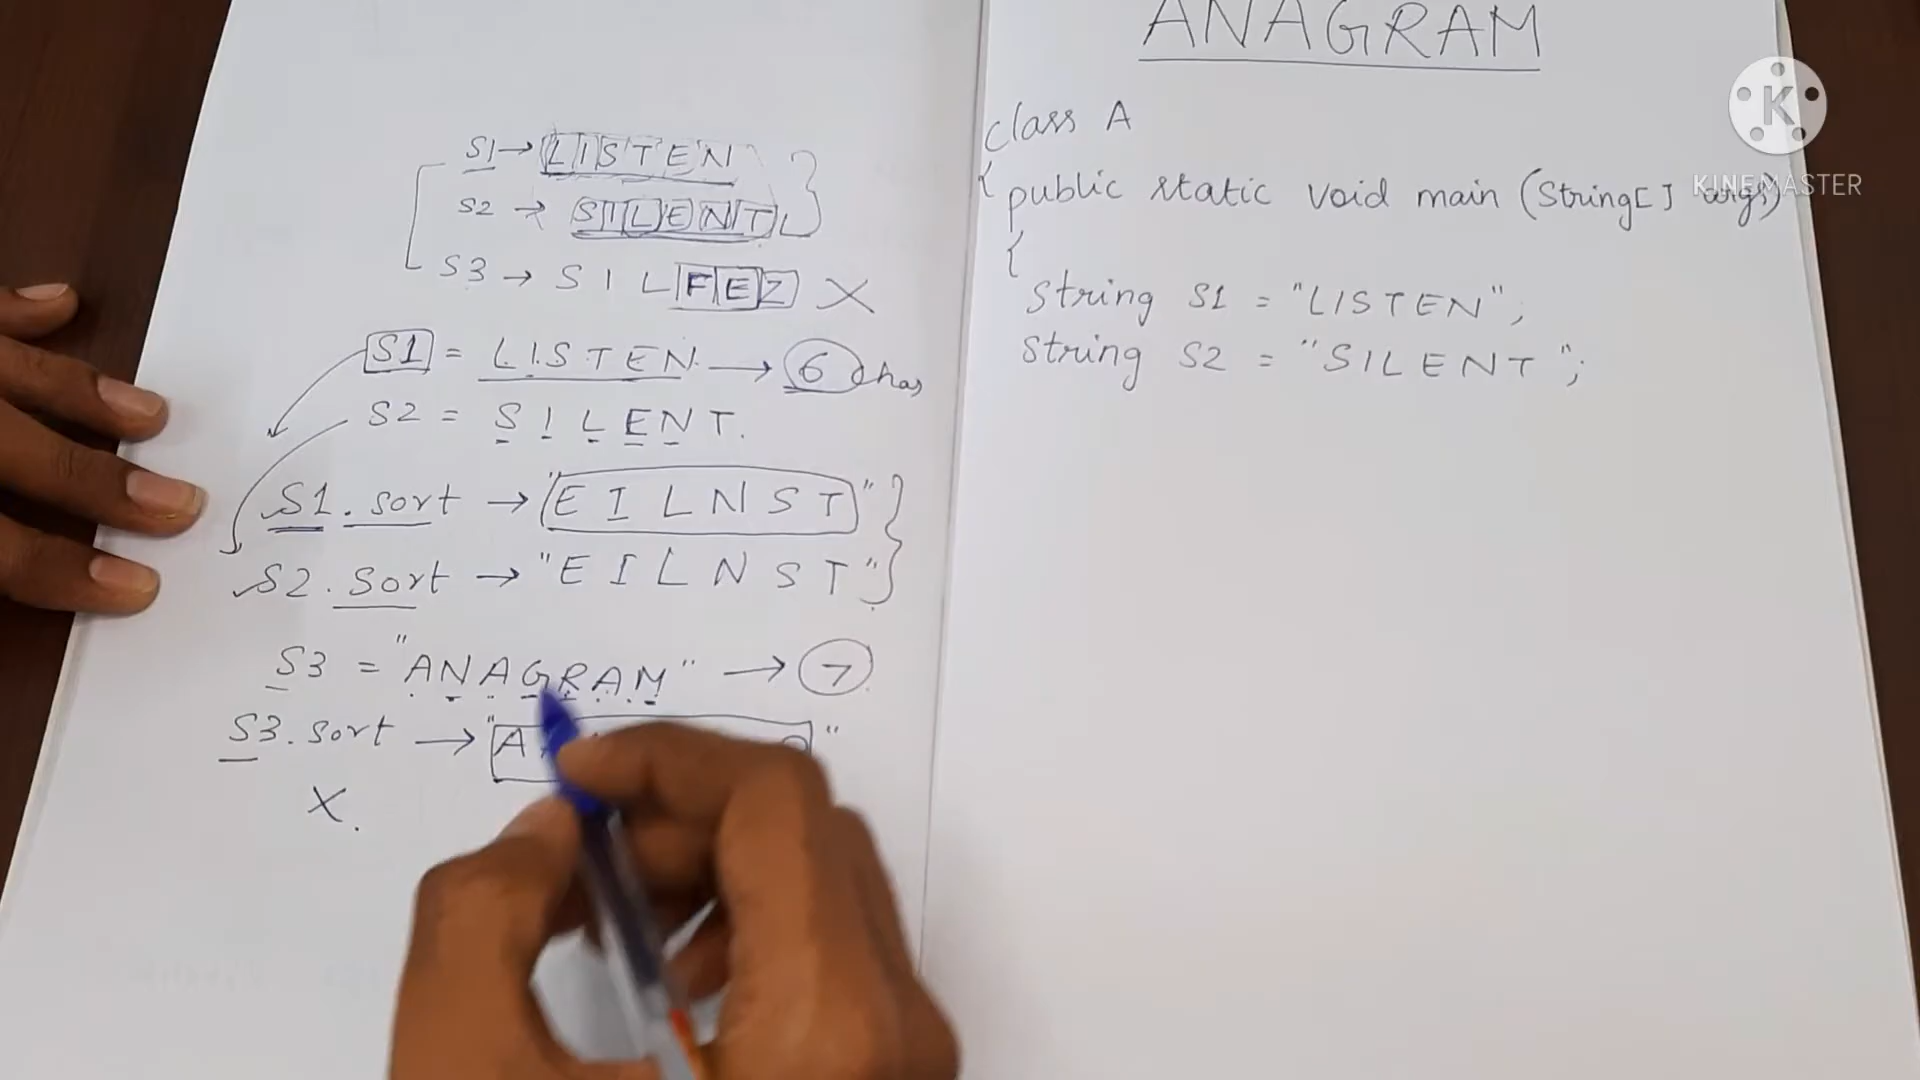 S1 → LISTEN
S2 → SILENT
S3 → SILFEZ X
S1 = LISTEN. → 6 chas
S2 = SILENT.
S1.sort → "EILNST"
S2.sort → "EILNST"
S3 = "ANAGRAM" → 7
S3.sort → "A "
X.
ANAGRAM
class A
{ public static void main (String[] args)
{
String S1 = "LISTEN";
String S2 = "SILENT";
K
KINEMASTER